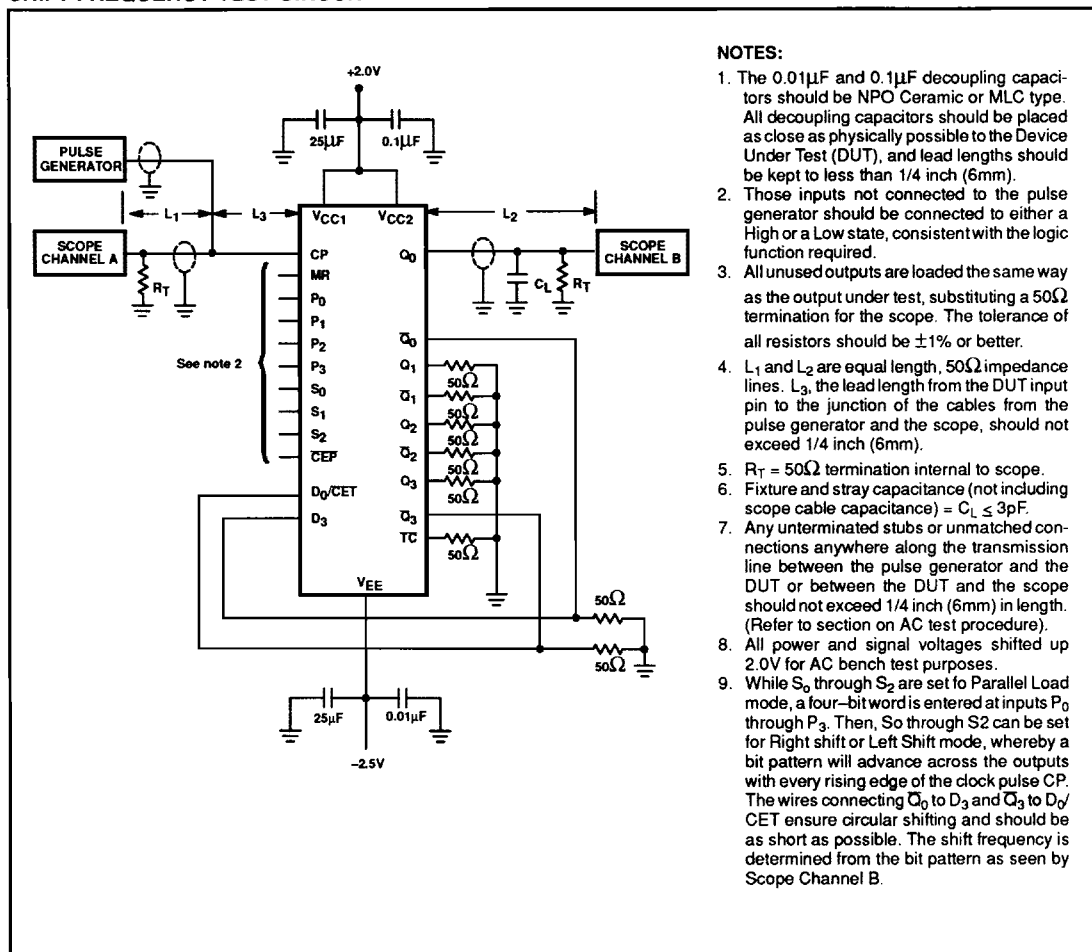 +2.0V
25μF
0.1μF
PULSE
GENERATOR
L1
L3
L2
SCOPE
CHANNEL A
RT
VCC1
VCC2
CP
MR
P0
P1
P2
P3
S0
S1
S2
C̅E̅P̅
D0/C̅E̅T̅
D3
See note 2
Q0
Q̅0
Q1
Q̅1
Q2
Q̅2
Q3
Q̅3
T̅C̅
VEE
CL
RT
SCOPE
CHANNEL B
50Ω
50Ω
50Ω
50Ω
50Ω
50Ω
50Ω
50Ω
25μF
0.01μF
–2.5V
NOTES:
1. The 0.01μF and 0.1μF decoupling capaci-
tors should be NPO Ceramic or MLC type.
All decoupling capacitors should be placed
as close as physically possible to the Device
Under Test (DUT), and lead lengths should
be kept to less than 1/4 inch (6mm).
2. Those inputs not connected to the pulse
generator should be connected to either a
High or a Low state, consistent with the logic
function required.
3. All unused outputs are loaded the same way
as the output under test, substituting a 50Ω
termination for the scope. The tolerance of
all resistors should be ±1% or better.
4. L1 and L2 are equal length, 50Ω impedance
lines. L3, the lead length from the DUT input
pin to the junction of the cables from the
pulse generator and the scope, should not
exceed 1/4 inch (6mm).
5. RT = 50Ω termination internal to scope.
6. Fixture and stray capacitance (not including
scope cable capacitance) = CL ≤ 3pF.
7. Any unterminated stubs or unmatched con-
nections anywhere along the transmission
line between the pulse generator and the
DUT or between the DUT and the scope
should not exceed 1/4 inch (6mm) in length.
(Refer to section on AC test procedure).
8. All power and signal voltages shifted up
2.0V for AC bench test purposes.
9. While So through S2 are set fo Parallel Load
mode, a four–bit word is entered at inputs P0
through P3. Then, So through S2 can be set
for Right shift or Left Shift mode, whereby a
bit pattern will advance across the outputs
with every rising edge of the clock pulse CP.
The wires connecting Q̅0 to D3 and Q̅3 to D0/
CET ensure circular shifting and should be
as short as possible. The shift frequency is
determined from the bit pattern as seen by
Scope Channel B.